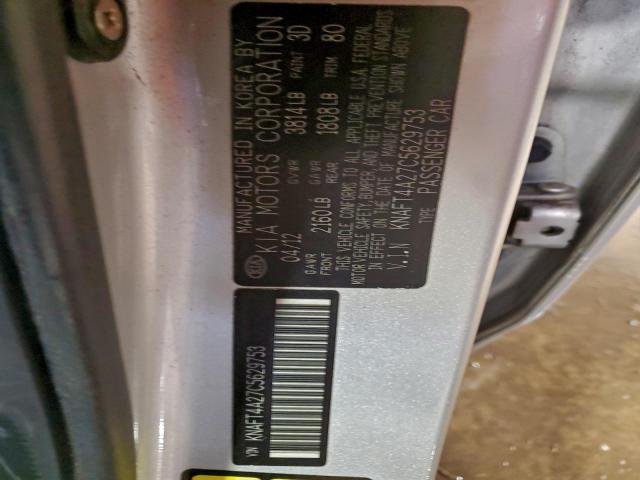 MANUFACTURED IN KOREA BY
KIA MOTORS CORPORATION
04/12 GVWR 3814LB PAINT 3D
GAWR FRONT 2160LB GAWR REAR 1808LB TRIM 80
THIS VEHICLE CONFORMS TO ALL APPLICABLE U.S.A. FEDERAL
MOTOR VEHICLE SAFETY, BUMPER, AND THEFT PREVENTION STANDARDS
IN EFFECT ON THE DATE OF MANUFACTURE SHOWN ABOVE
V.I.N KNAFT4A27C5629753
TYPE: PASSENGER CAR
KIA
VIN KNAFT4A27C5629753